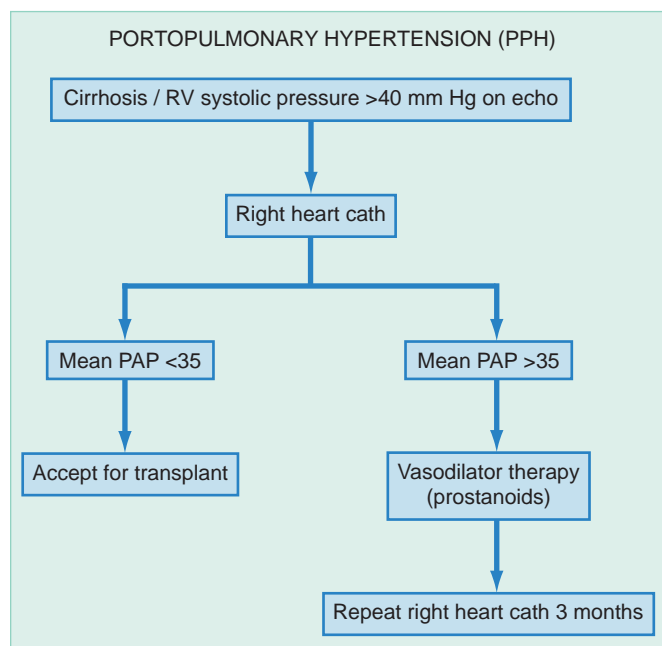 PORTOPULMONARY HYPERTENSION (PPH)
Cirrhosis / RV systolic pressure >40 mm Hg on echo
Right heart cath
Mean PAP <35
Mean PAP >35
Accept for transplant
Vasodilator therapy
(prostanoids)
Repeat right heart cath 3 months